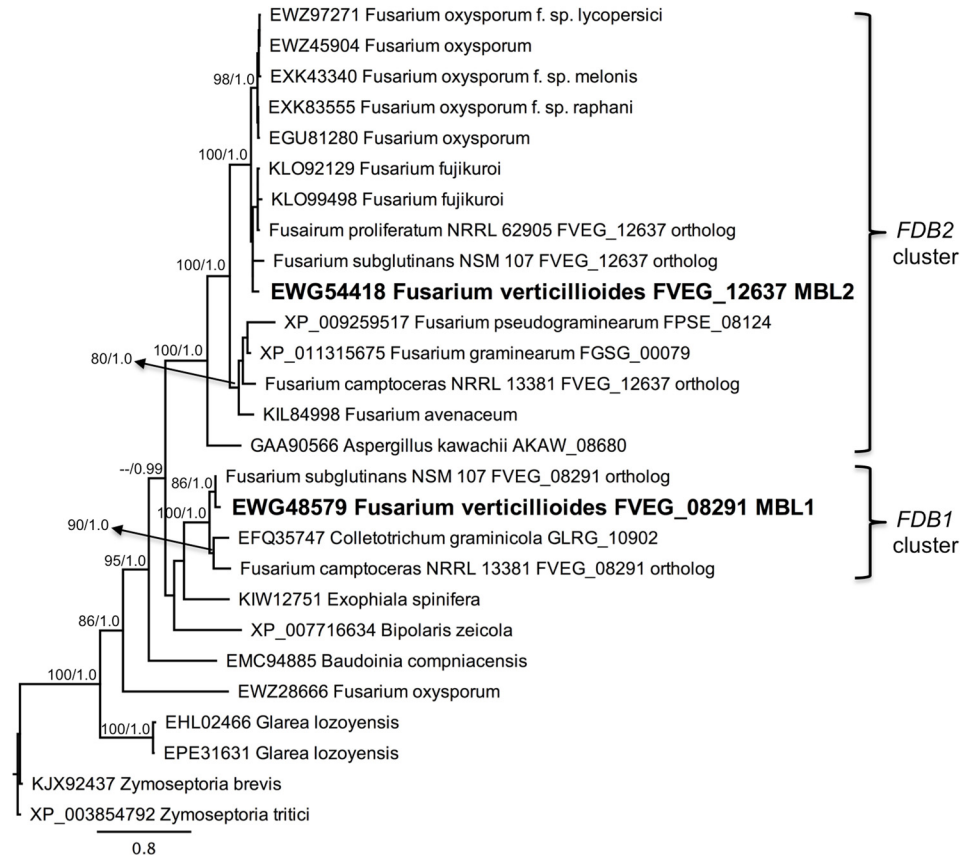 EWZ97271 Fusarium oxysporum f. sp. lycopersici
EWZ45904 Fusarium oxysporum
98/1.0
EXK43340 Fusarium oxysporum f. sp. melonis
EXK83555 Fusarium oxysporum f. sp. raphani
EGU81280 Fusarium oxysporum
100/1.0
KLO92129 Fusarium fujikuroi
KLO99498 Fusarium fujikuroi
Fusairum proliferatum NRRL 62905 FVEG_12637 ortholog
FDB2
cluster
100/1.0
Fusarium subglutinans NSM 107 FVEG_12637 ortholog
EWG54418 Fusarium verticillioides FVEG_12637 MBL2
XP_009259517 Fusarium pseudograminearum FPSE_08124
100/1.0
80/1.0
XP_011315675 Fusarium graminearum FGSG_00079
Fusarium camptoceras NRRL 13381 FVEG_12637 ortholog
KIL84998 Fusarium avenaceum
GAA90566 Aspergillus kawachii AKAW_08680
--/0.99
Fusarium subglutinans NSM 107 FVEG_08291 ortholog
86/1.0
EWG48579 Fusarium verticillioides FVEG_08291 MBL1
100/1.0
90/1.0
FDB1
cluster
EFQ35747 Colletotrichum graminicola GLRG_10902
95/1.0
Fusarium camptoceras NRRL 13381 FVEG_08291 ortholog
KIW12751 Exophiala spinifera
86/1.0
XP_007716634 Bipolaris zeicola
EMC94885 Baudoinia compniacensis
100/1.0
EWZ28666 Fusarium oxysporum
EHL02466 Glarea lozoyensis
100/1.0
EPE31631 Glarea lozoyensis
KJX92437 Zymoseptoria brevis
XP_003854792 Zymoseptoria tritici
0.8